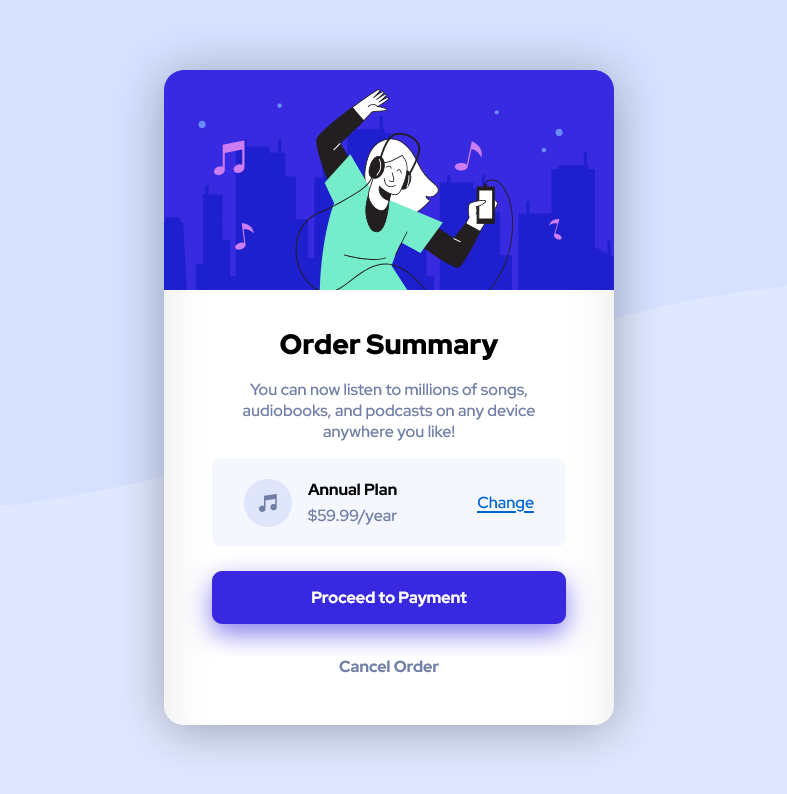 Order Summary
You can now listen to millions of songs,
audiobooks, and podcasts on any device
anywhere you like!
Annual Plan
$59.99/year
Change
Proceed to Payment
Cancel Order